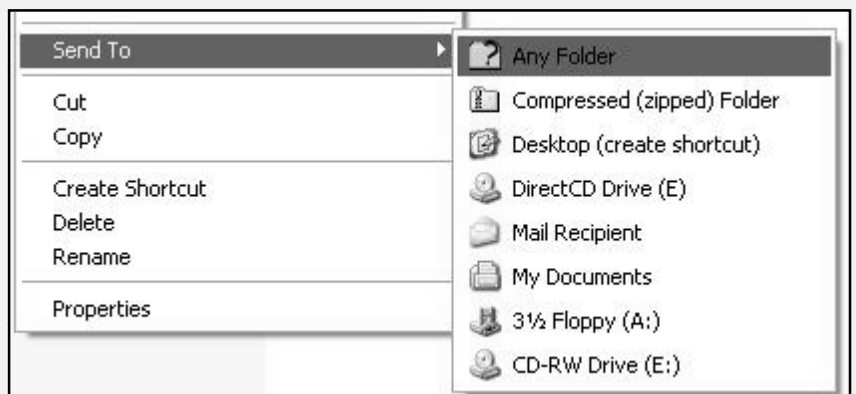 Send To
Cut
Copy
Create Shortcut
Delete
Rename
Properties
Any Folder
Compressed (zipped) Folder
Desktop (create shortcut)
DirectCD Drive (E)
Mail Recipient
My Documents
3½ Floppy (A:)
CD-RW Drive (E:)